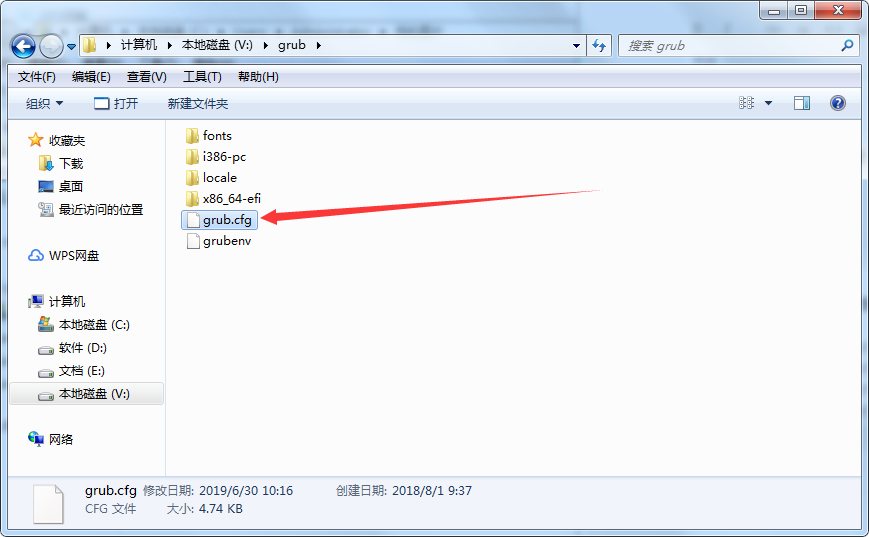 计算机 本地磁盘 (V:) grub
搜索 grub
文件(F) 编辑(E) 查看(V) 工具(T) 帮助(H)
组织 打开 新建文件夹
收藏夹
下载
桌面
最近访问的位置
WPS网盘
计算机
本地磁盘 (C:)
软件 (D:)
文档 (E:)
本地磁盘 (V:)
网络
fonts
i386-pc
locale
x86_64-efi
grub.cfg
grubenv
grub.cfg 修改日期: 2019/6/30 10:16 创建日期: 2018/8/1 9:37
CFG 文件 大小: 4.74 KB